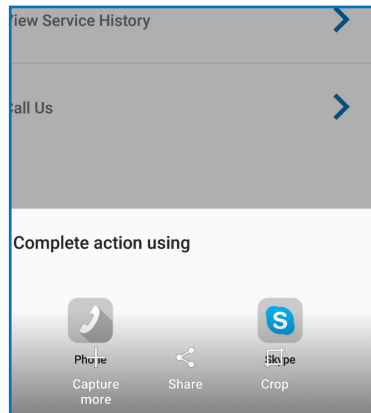 View Service History
Call Us
Complete action using
Phone
Skype
Capture
more
Share
Crop